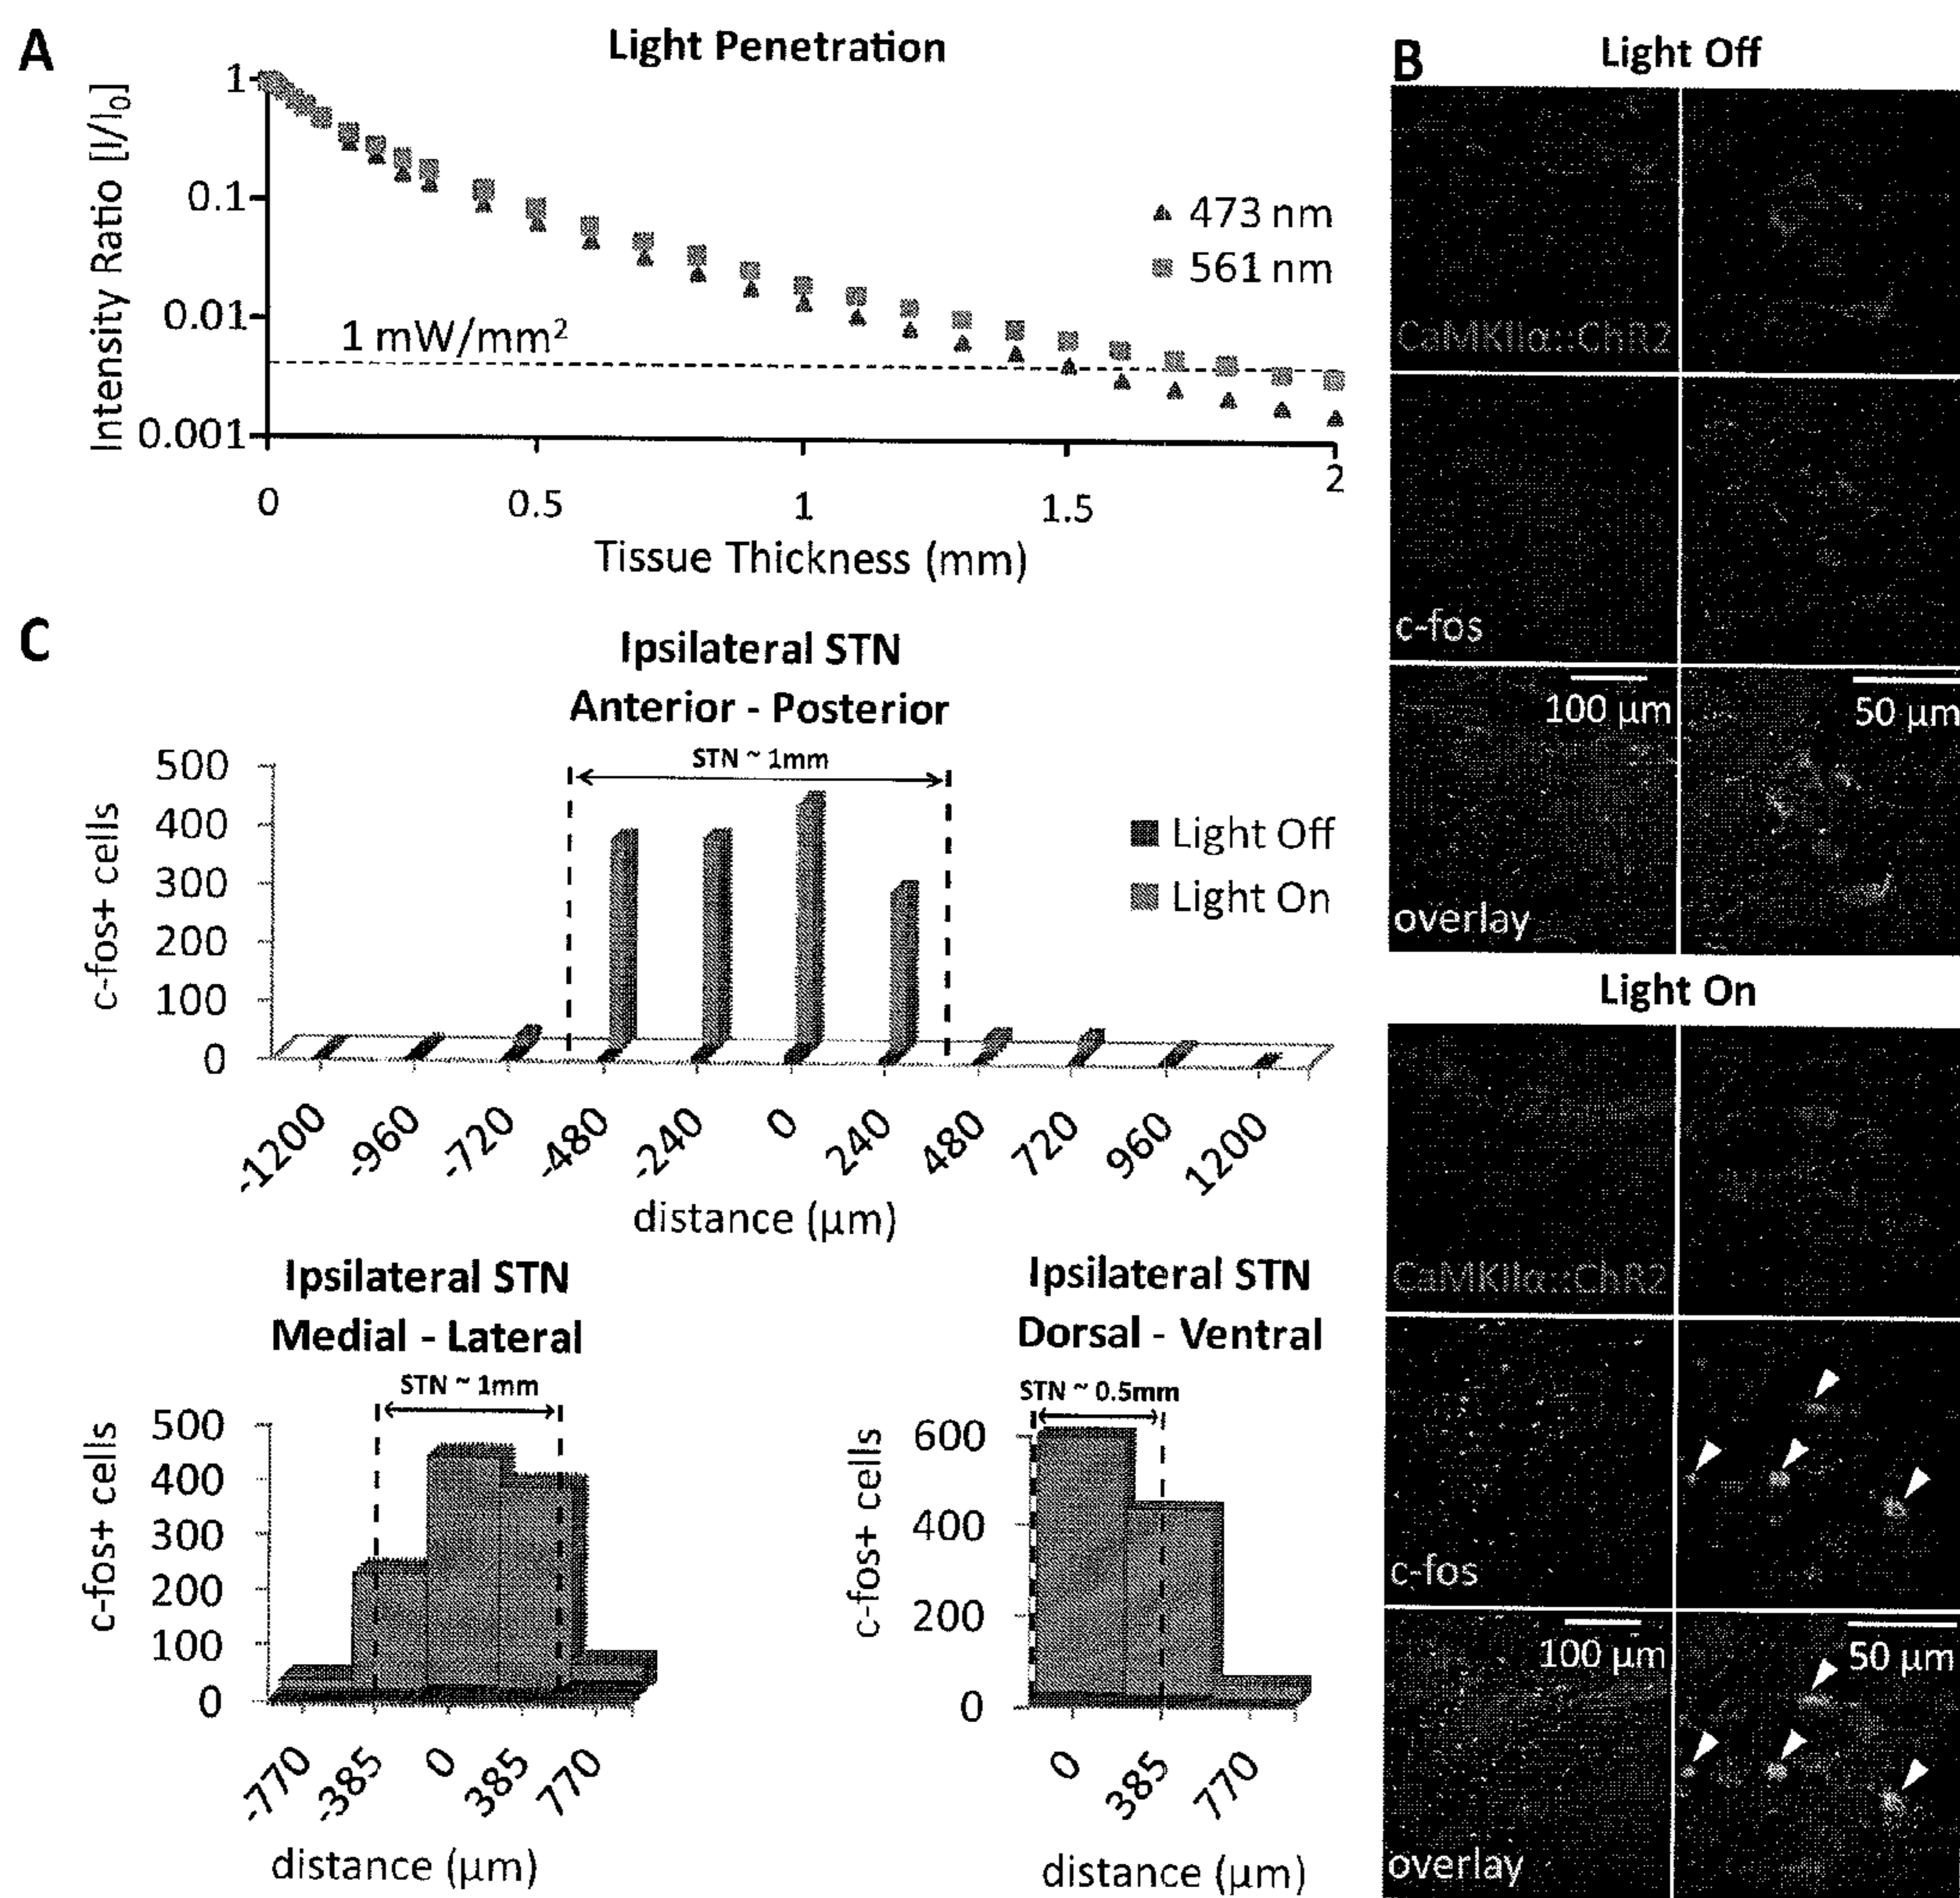 A
Light Penetration
Intensity Ratio [I/I₀]
1
0.1
0.01
0.001
1 mW/mm²
473 nm
561 nm
0
0.5
1
1.5
2
Tissue Thickness (mm)
B
Light Off
CaMKIIα::ChR2
c-fos
100 µm
50 µm
overlay
Light On
CaMKIIα::ChR2
c-fos
100 µm
50 µm
overlay
C
Ipsilateral STN
Anterior - Posterior
STN ~ 1mm
c-fos+ cells
500
400
300
200
100
0
Light Off
Light On
-1200
-960
-720
-480
-240
0
240
480
720
960
1200
distance (µm)
Ipsilateral STN
Medial - Lateral
STN ~ 1mm
c-fos+ cells
500
400
300
200
100
0
-770
-385
0
385
770
distance (µm)
Ipsilateral STN
Dorsal - Ventral
STN ~ 0.5mm
c-fos+ cells
600
400
200
0
0
385
770
distance (µm)